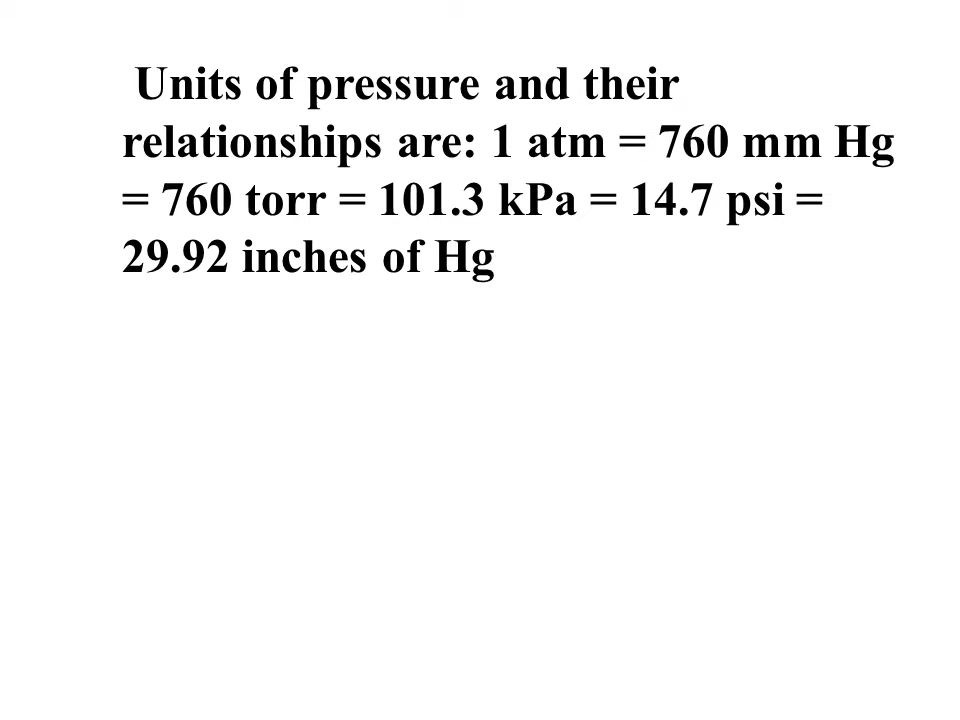 Units of pressure and their
relationships are: 1 atm = 760 mm Hg
= 760 torr = 101.3 kPa = 14.7 psi =
29.92 inches of Hg